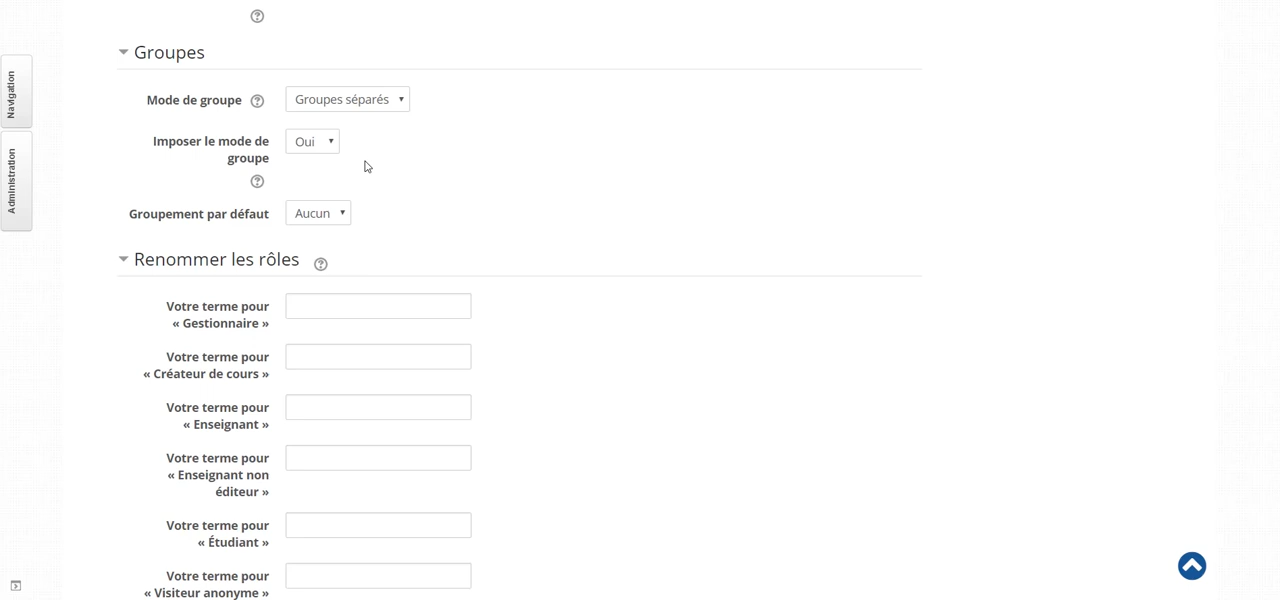 Navigation
Administration
Groupes
Mode de groupe
Groupes séparés
Imposer le mode de
groupe
Oui
Groupement par défaut
Aucun
Renommer les rôles
Votre terme pour
« Gestionnaire »
Votre terme pour
« Créateur de cours »
Votre terme pour
« Enseignant »
Votre terme pour
« Enseignant non
éditeur »
Votre terme pour
« Étudiant »
Votre terme pour
« Visiteur anonyme »